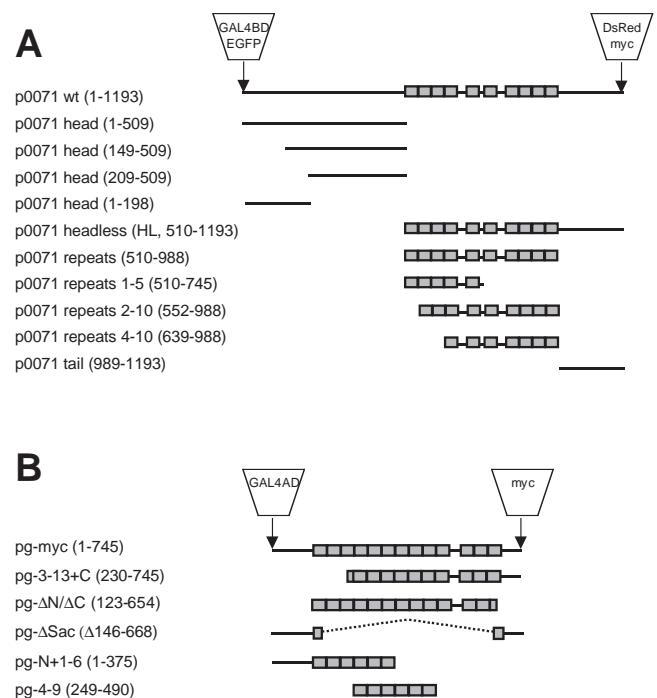 A
GAL4BD
EGFP
DsRed
myc
p0071 wt (1-1193)
p0071 head (1-509)
p0071 head (149-509)
p0071 head (209-509)
p0071 head (1-198)
p0071 headless (HL, 510-1193)
p0071 repeats (510-988)
p0071 repeats 1-5 (510-745)
p0071 repeats 2-10 (552-988)
p0071 repeats 4-10 (639-988)
p0071 tail (989-1193)
B
GAL4AD
myc
pg-myc (1-745)
pg-3-13+C (230-745)
pg-ΔN/ΔC (123-654)
pg-ΔSac (Δ146-668)
pg-N+1-6 (1-375)
pg-4-9 (249-490)